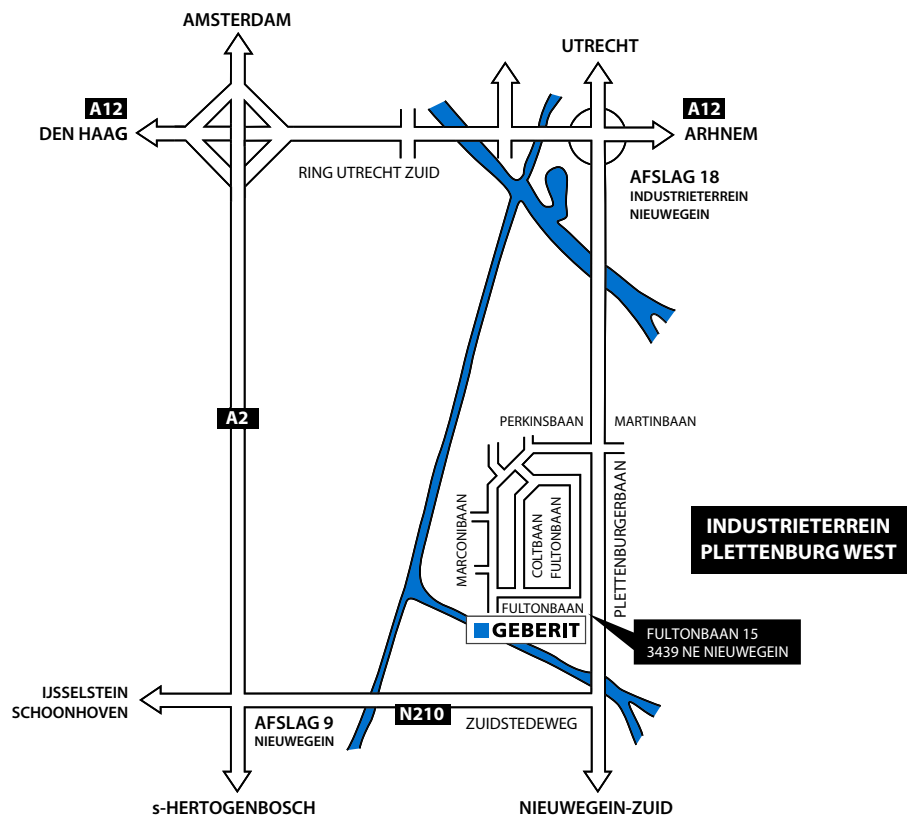 AMSTERDAM
UTRECHT
A12
DEN HAAG
A12
ARHNEM
RING UTRECHT ZUID
AFSLAG 18
INDUSTRIETERREIN
NIEUWEGEIN
A2
PERKINSBAAN
MARTINBAAN
MARCONIBAAN
COLTBAAN
FULTONBAAN
PLETTENBURGERBAAN
INDUSTRIETERREIN
PLETTENBURG WEST
FULTONBAAN
GEBERIT
FULTONBAAN 15
3439 NE NIEUWEGEIN
IJSSELSTEIN
SCHOONHOVEN
AFSLAG 9
NIEUWEGEIN
N210
ZUIDSTEDEWEG
s-HERTOGENBOSCH
NIEUWEGEIN-ZUID